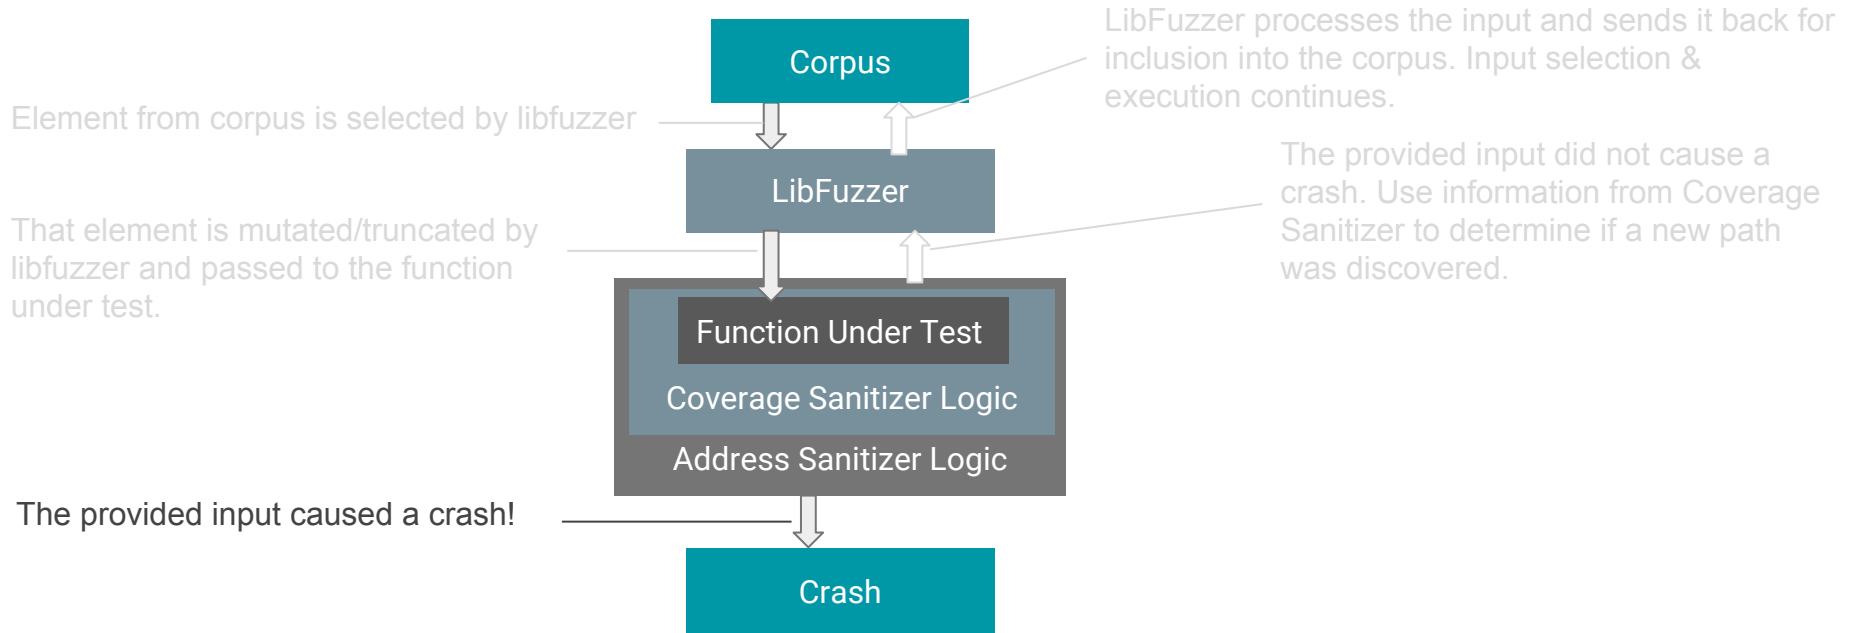 Corpus
LibFuzzer processes the input and sends it back for
inclusion into the corpus. Input selection &
execution continues.
Element from corpus is selected by libfuzzer
The provided input did not cause a
crash. Use information from Coverage
Sanitizer to determine if a new path
was discovered.
LibFuzzer
That element is mutated/truncated by
libfuzzer and passed to the function
under test.
Function Under Test
Coverage Sanitizer Logic
Address Sanitizer Logic
The provided input caused a crash!
Crash